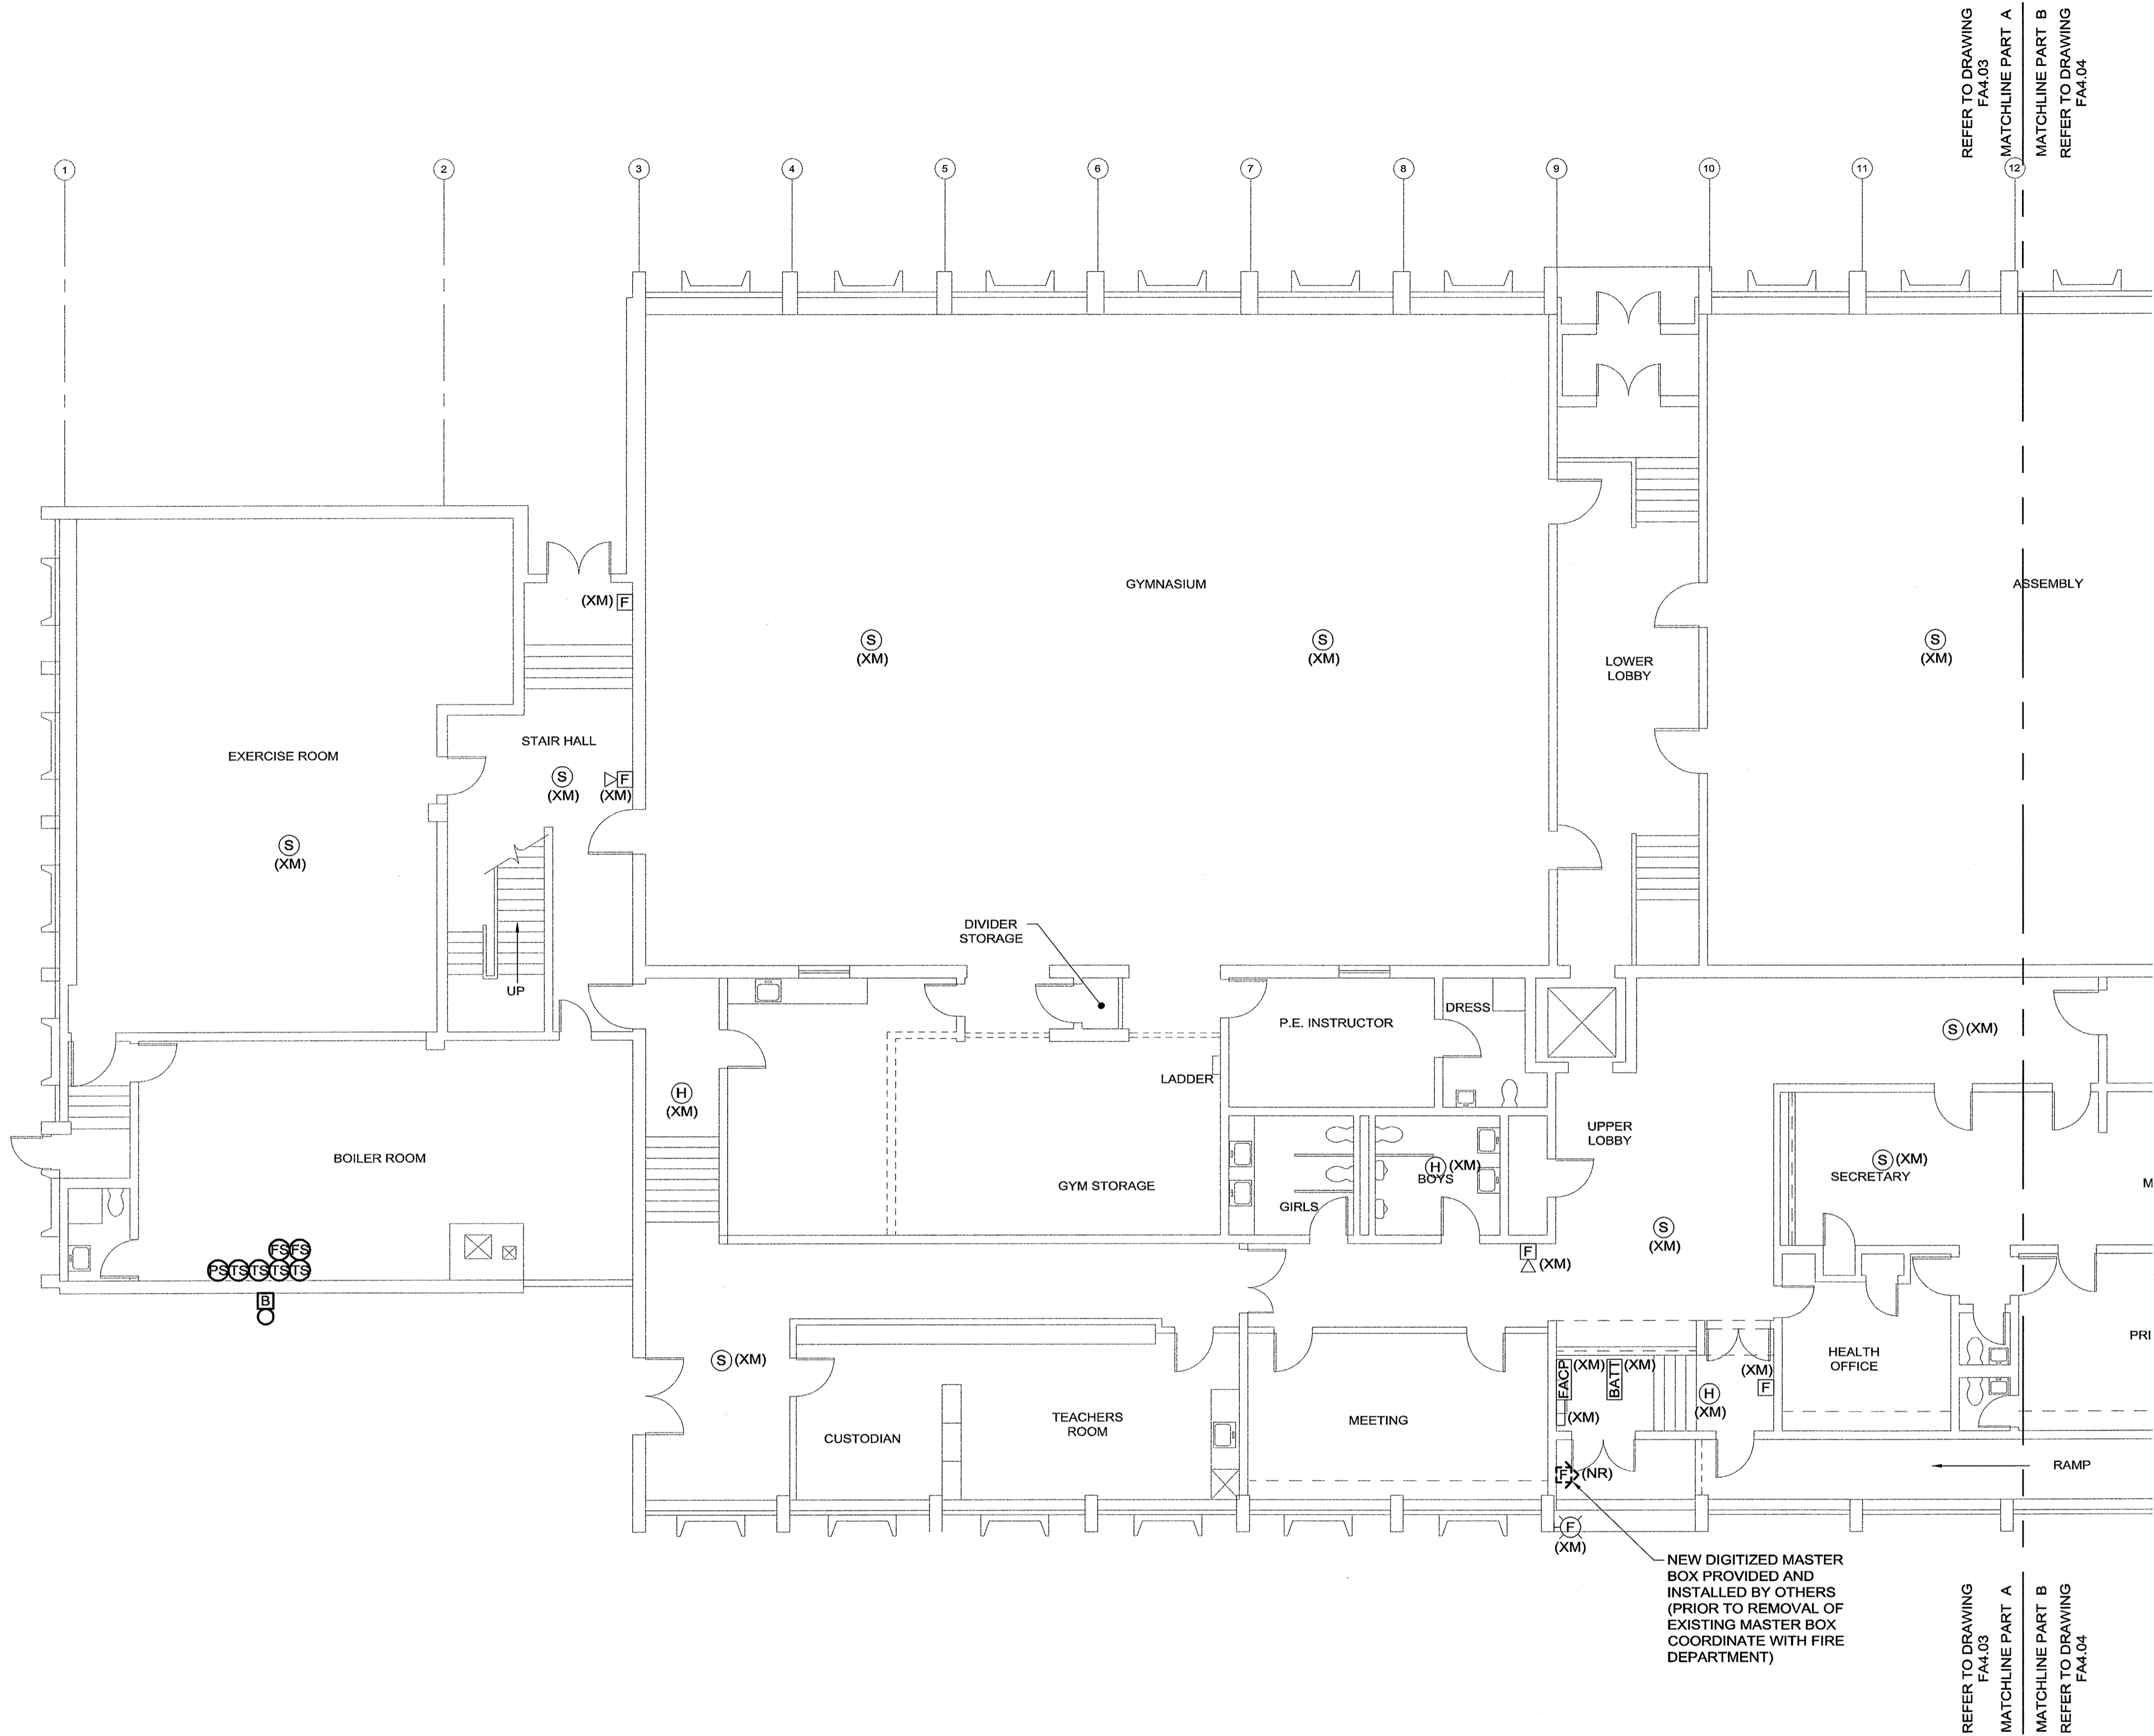 REFER TO DRAWING
FA4.03
MATCHLINE PART A
MATCHLINE PART B
REFER TO DRAWING
FA4.04
1
2
3
4
5
6
7
8
9
10
11
12
(XM) F
GYMNASIUM
ASSEMBLY
S
(XM)
S
(XM)
S
(XM)
LOWER
LOBBY
STAIR HALL
EXERCISE ROOM
S
(XM)
F
(XM)
S
(XM)
DIVIDER
STORAGE
UP
DRESS
P.E. INSTRUCTOR
S (XM)
LADDER
H
(XM)
UPPER
LOBBY
BOILER ROOM
H (XM)
BOYS
S (XM)
SECRETARY
GYM STORAGE
M
GIRLS
S
(XM)
FS FS
PS TS TS TS TS
F
(XM)
B
S (XM)
PRI
HEALTH
OFFICE
FACP (XM)
BATT (XM)
(XM)
F
H
(XM)
(XM)
TEACHERS
ROOM
MEETING
CUSTODIAN
RAMP
F (NR)
F
(XM)
NEW DIGITIZED MASTER
BOX PROVIDED AND
INSTALLED BY OTHERS
(PRIOR TO REMOVAL OF
EXISTING MASTER BOX
COORDINATE WITH FIRE
DEPARTMENT)
REFER TO DRAWING
FA4.03
MATCHLINE PART A
MATCHLINE PART B
REFER TO DRAWING
FA4.04